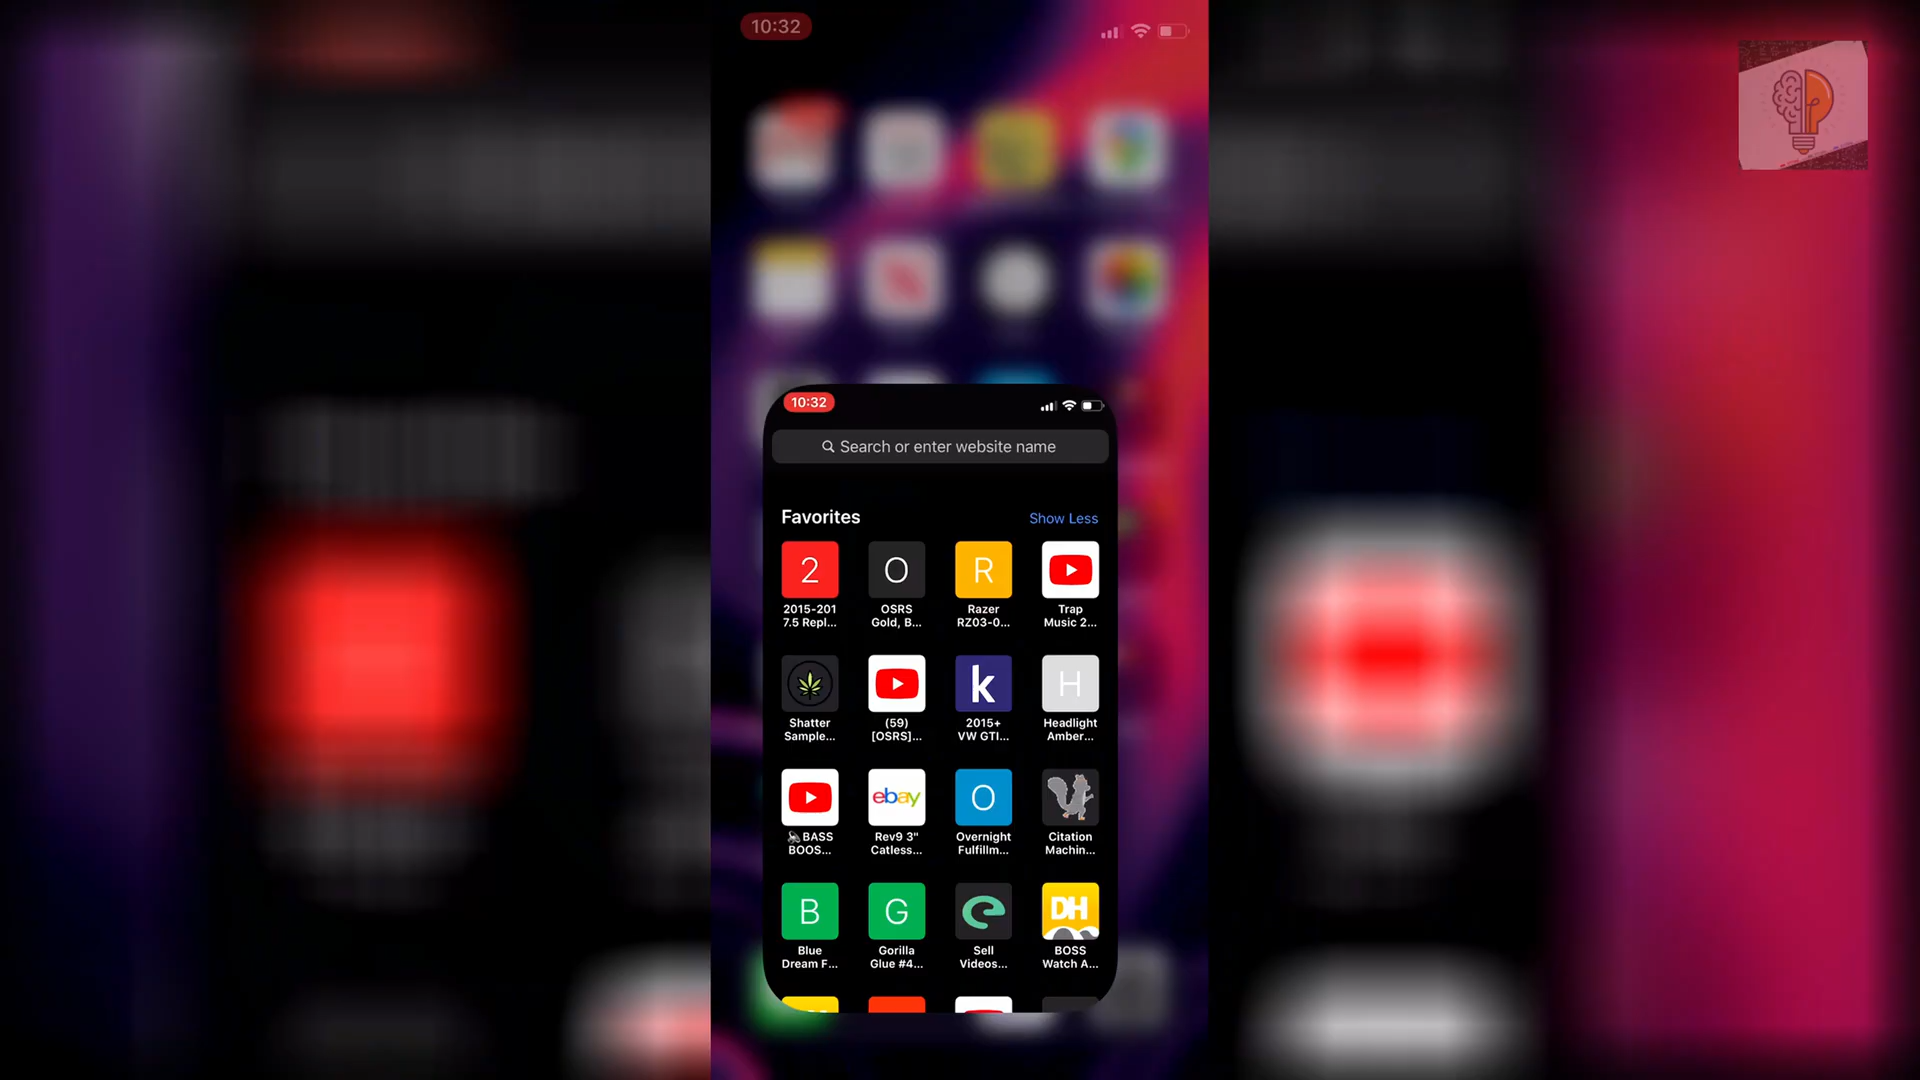 10:32
10:32
Search or enter website name
Favorites
Show Less
2
O
R
2015-201
7.5 Repl...
OSRS
Gold, B...
Razer
RZ03-0...
Trap
Music 2...
k
H
Shatter
Sample...
(59)
[OSRS]...
2015+
VW GTI...
Headlight
Amber...
ebay
O
BASS
BOOS...
Rev9 3"
Catless...
Overnight
Fulfillm...
Citation
Machin...
B
G
e
DH
Blue
Dream F...
Gorilla
Glue #4...
Sell
Videos...
BOSS
Watch A...